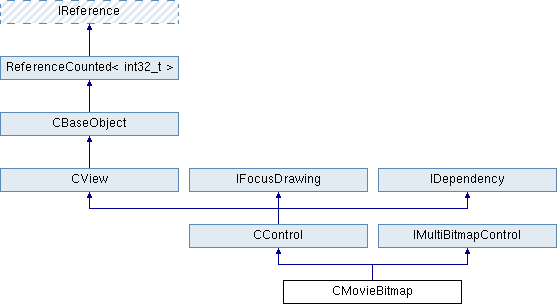 IReference
ReferenceCounted< int32_t >
CBaseObject
CView
IFocusDrawing
IDependency
CControl
IMultiBitmapControl
CMovieBitmap